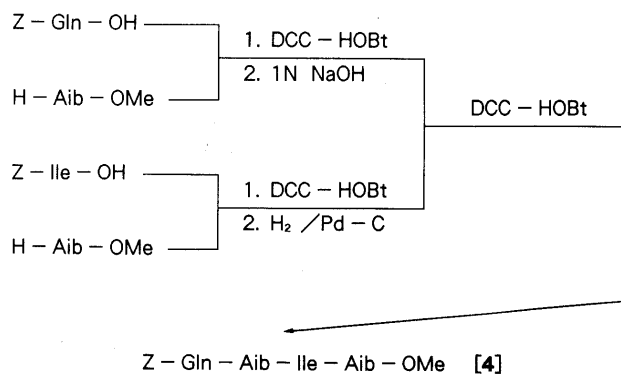 Z – Gln – OH
1. DCC – HOBt
2. 1N NaOH
H – Aib – OMe
DCC – HOBt
Z – Ile – OH
1. DCC – HOBt
2. H₂ ／Pd – C
H – Aib – OMe
Z – Gln – Aib – Ile – Aib – OMe [4]